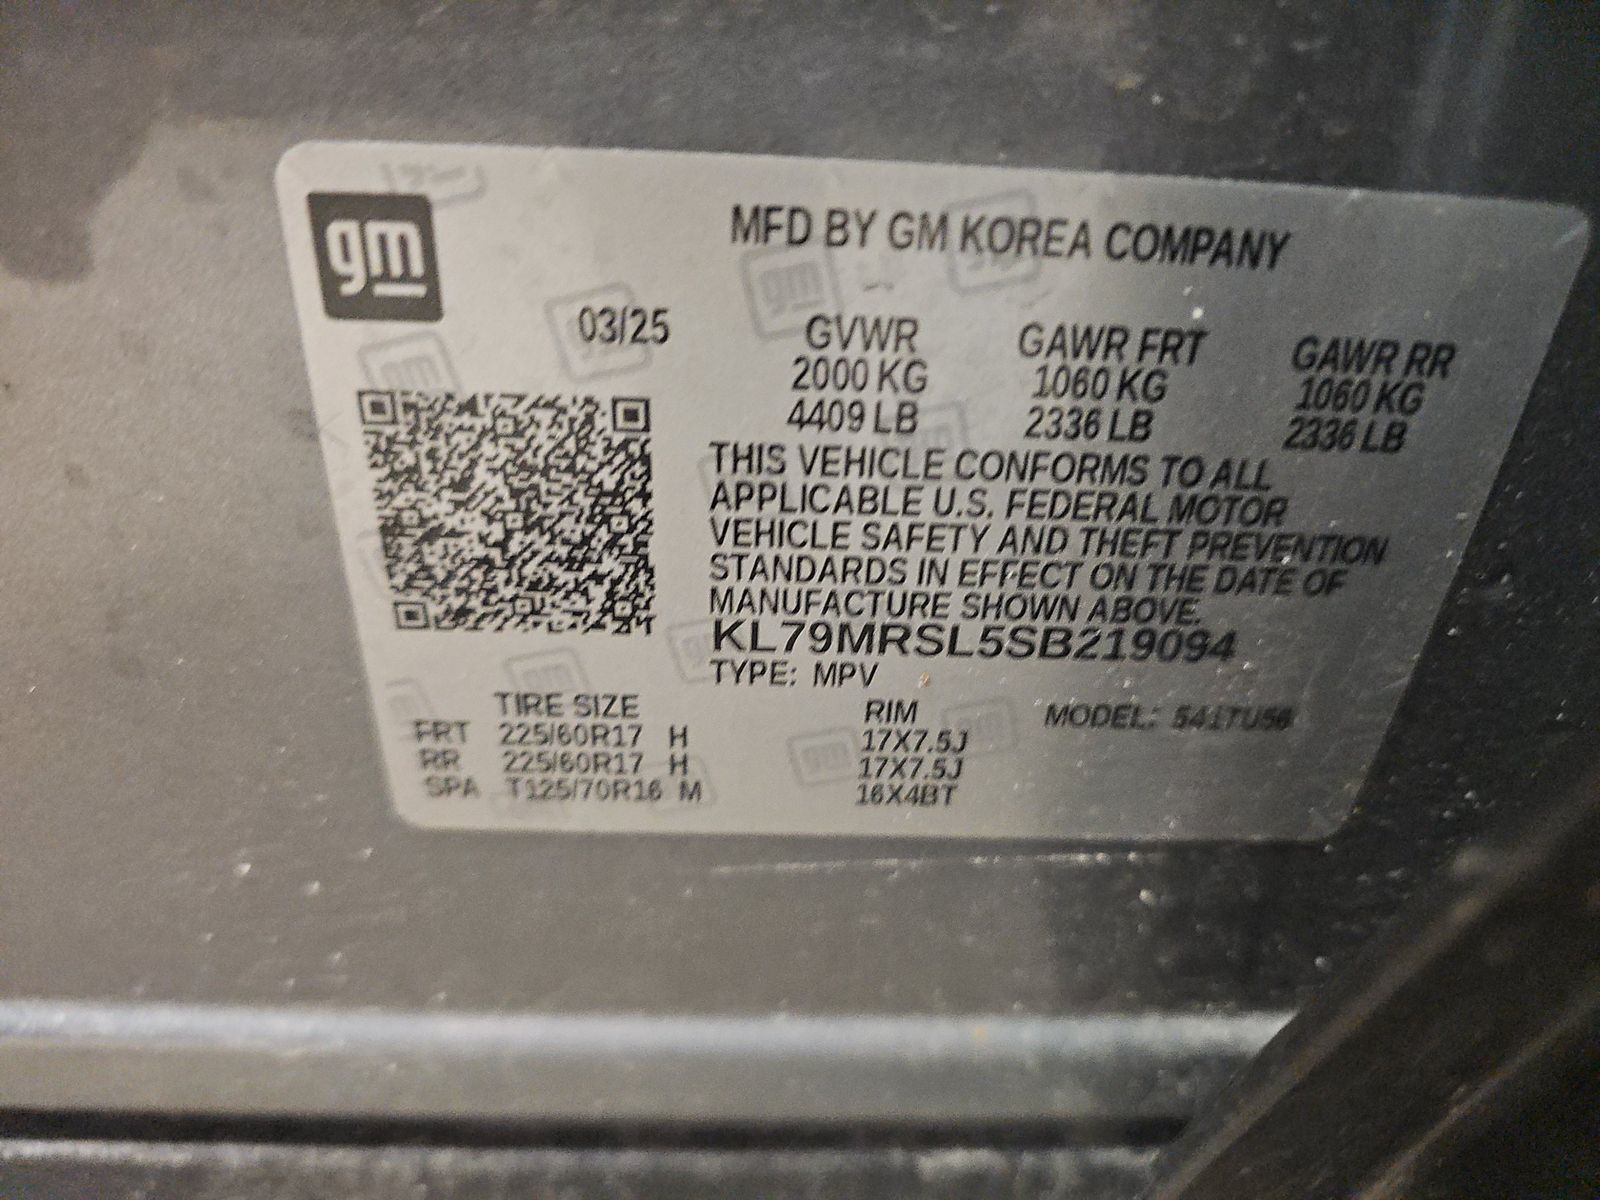 gm
MFD BY GM KOREA COMPANY
03/25 GVWR GAWR FRT GAWR RR
2000 KG 1060 KG 1060 KG
4409 LB 2336 LB 2336 LB
THIS VEHICLE CONFORMS TO ALL
APPLICABLE U.S. FEDERAL MOTOR
VEHICLE SAFETY AND THEFT PREVENTION
STANDARDS IN EFFECT ON THE DATE OF
MANUFACTURE SHOWN ABOVE.
KL79MRSL5SB219094
TYPE: MPV
TIRE SIZE RIM MODEL:
FRT 225/60R17 H 17X7.5J
RR 225/60R17 H 17X7.5J
SPA T125/70R16 M 16X4BT